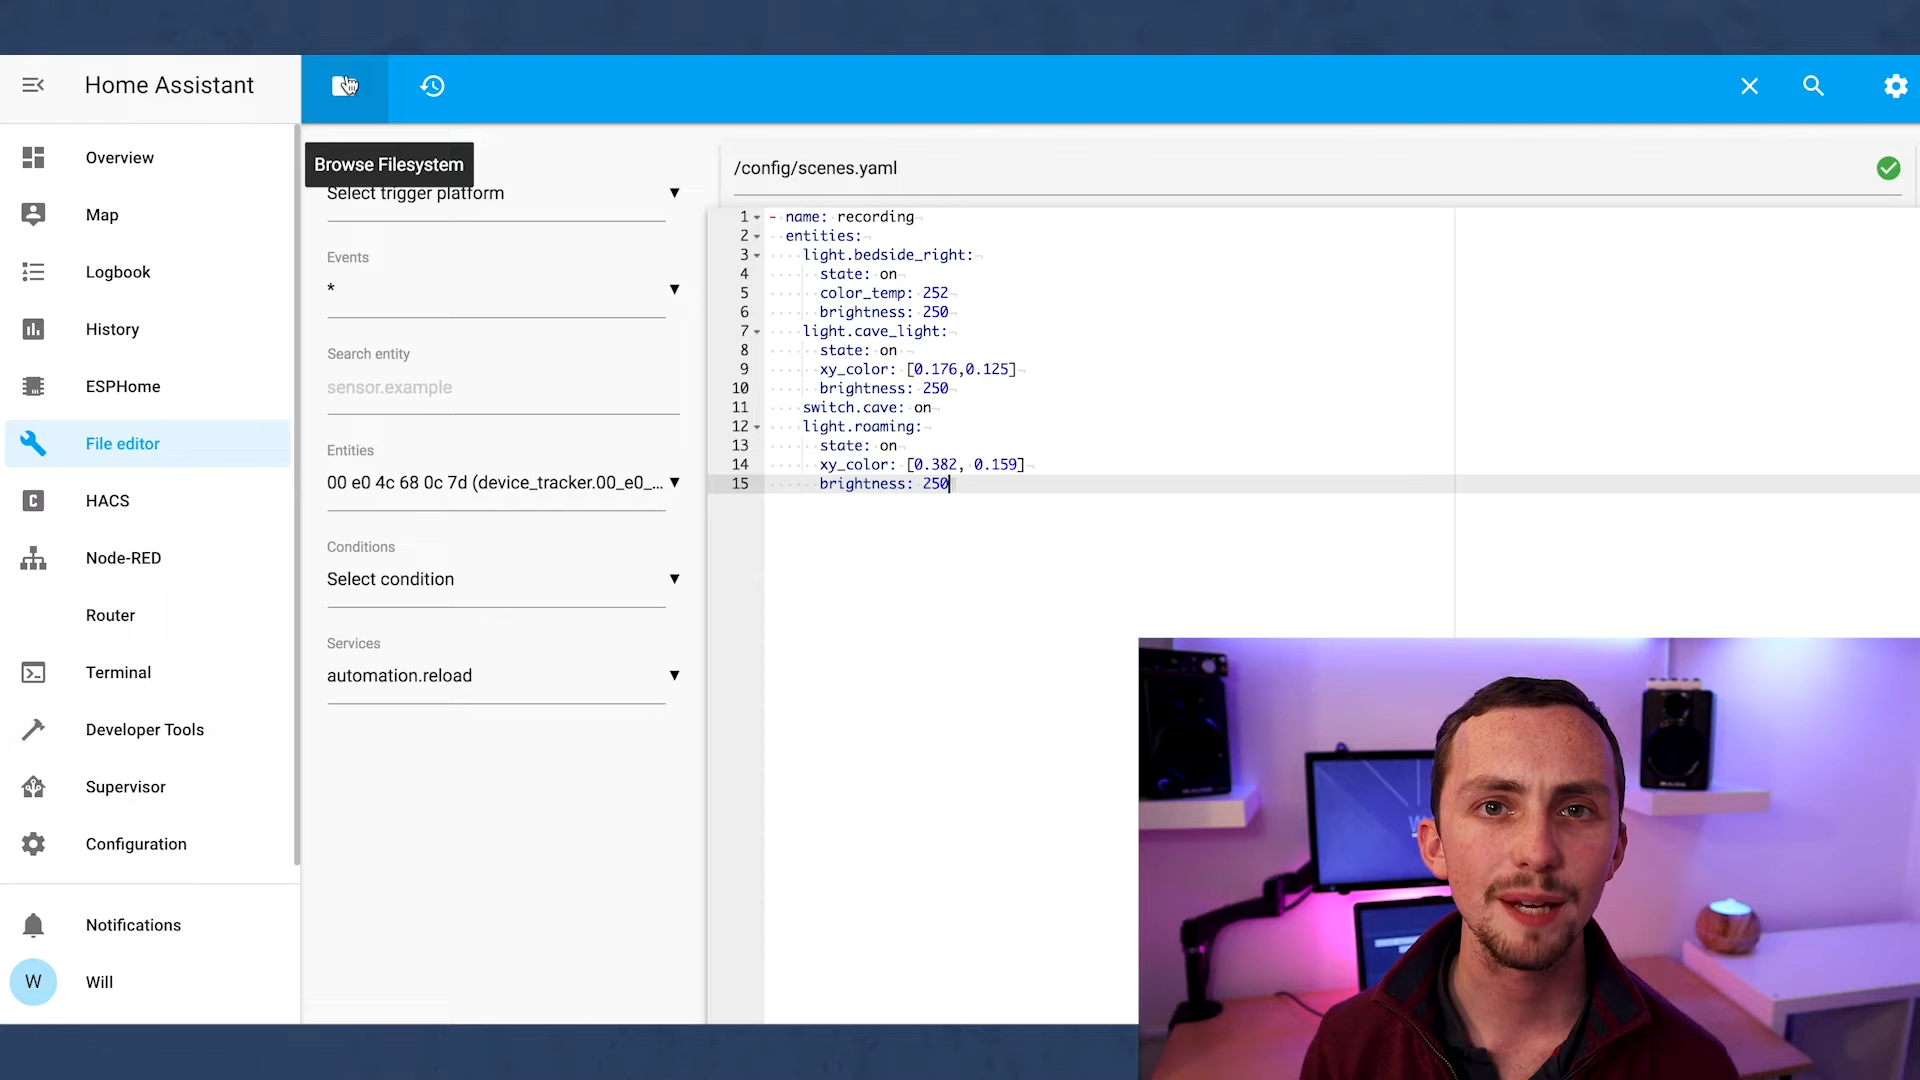 Home Assistant
Overview
Map
Logbook
History
ESPHome
File editor
HACS
Node-RED
Router
Terminal
Developer Tools
Supervisor
Configuration
Notifications
W
Will
Browse Filesystem
Select trigger platform
Events
*
Search entity
sensor.example
Entities
00 e0 4c 68 0c 7d (device_tracker.00_e0_...
Conditions
Select condition
Services
automation.reload
/config/scenes.yaml
1 - name: recording
2 entities:
3 light.bedside_right:
4 state: on
5 color_temp: 252
6 brightness: 250
7 light.cave_light:
8 state: on
9 xy_color: [0.176,0.125]
10 brightness: 250
11 switch.cave: on
12 light.roaming:
13 state: on
14 xy_color: [0.382, 0.159]
15 brightness: 250